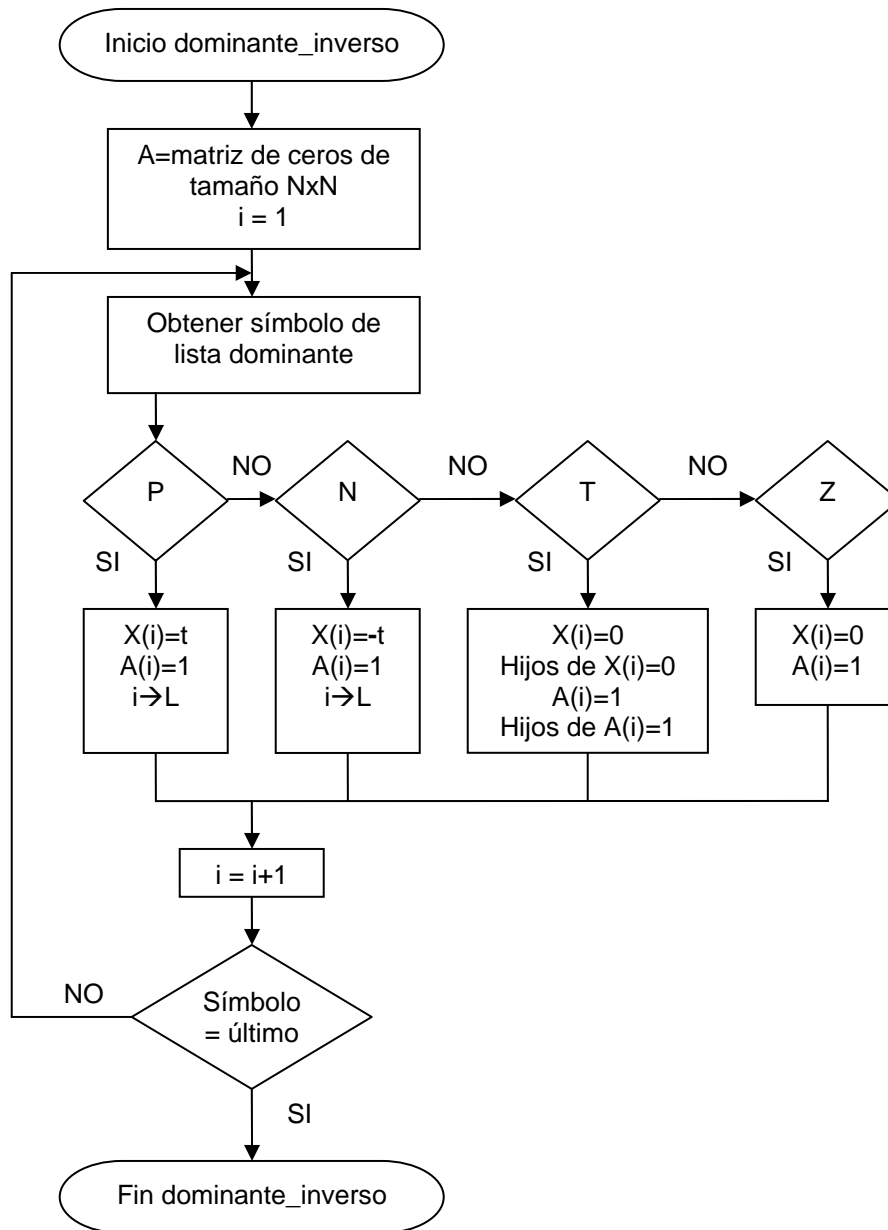 Inicio dominante_inverso
A=matriz de ceros de
tamaño NxN
i = 1
Obtener símbolo de
lista dominante
P
NO
N
NO
T
NO
Z
SI
SI
SI
SI
X(i)=t
A(i)=1
i→L
X(i)=-t
A(i)=1
i→L
X(i)=0
Hijos de X(i)=0
A(i)=1
Hijos de A(i)=1
X(i)=0
A(i)=1
i = i+1
NO
Símbolo
= último
SI
Fin dominante_inverso